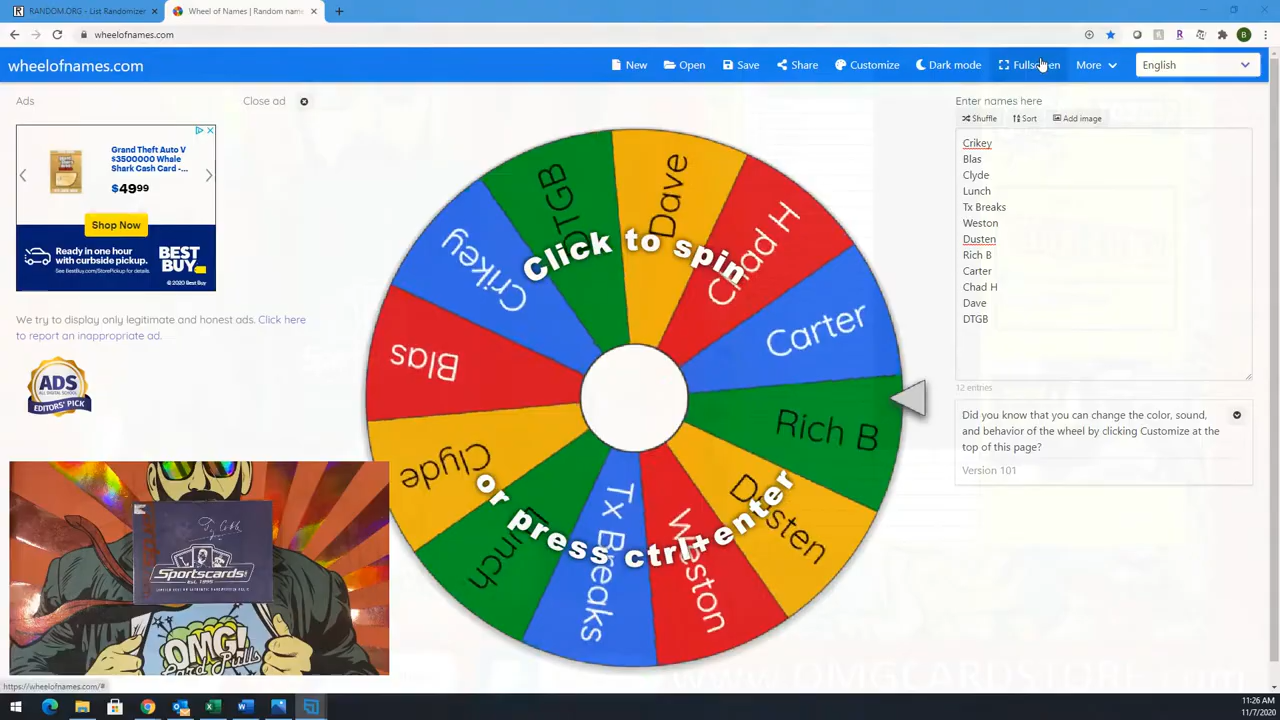 RANDOM.ORG - List Randomizer
Wheel of Names | Random name
wheelofnames.com
B
wheelofnames.com
New
Open
Save
Share
Customize
Dark mode
Fullscreen
More
English
Ads
Close ad
Grand Theft Auto V
$3500000 Whale
Shark Cash Card -...
$49.99
Shop Now
Ready in one hour
with curbside pickup.
See BestBuy.com/StorePickup for details.
BEST
BUY
© 2020 Best Buy
We try to display only legitimate and honest ads. Click here
to report an inappropriate ad.
ADS
EDITORS' PICK
Click to spin
or press ctrl+enter
DTGB
Dave
Chad H
Carter
Rich B
Dusten
Weston
Tx Breaks
Lunch
Clyde
Blas
Crikey
Enter names here
Shuffle
Sort
Add image
Crikey
Blas
Clyde
Lunch
Tx Breaks
Weston
Dusten
Rich B
Carter
Chad H
Dave
DTGB
12 entries
Did you know that you can change the color, sound,
and behavior of the wheel by clicking Customize at the
top of this page?
Version 101
Ty Cobb
Sportscards
OMG!
Card Pulls
https://wheelofnames.com/#
11:26 AM
11/7/2020